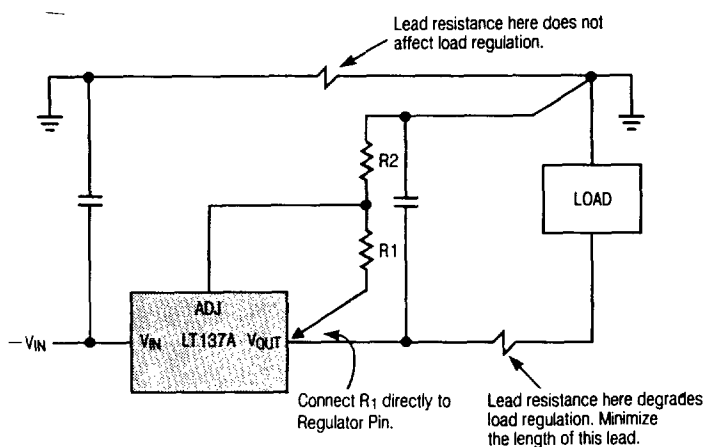 Lead resistance here does not
affect load regulation.
R2
LOAD
R1
ADJ
−VIN
VIN LT137A VOUT
Connect R1 directly to
Regulator Pin.
Lead resistance here degrades
load regulation. Minimize
the length of this lead.